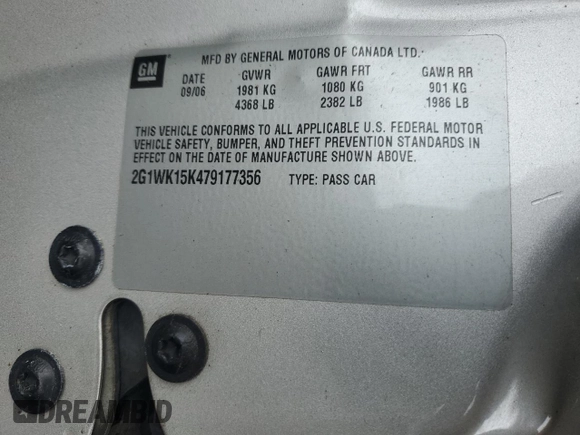 GM
MFD BY GENERAL MOTORS OF CANADA LTD.
DATE GVWR GAWR FRT GAWR RR
09/06 1981 KG 1080 KG 901 KG
4368 LB 2382 LB 1986 LB
THIS VEHICLE CONFORMS TO ALL APPLICABLE U.S. FEDERAL MOTOR
VEHICLE SAFETY, BUMPER, AND THEFT PREVENTION STANDARDS IN
EFFECT ON THE DATE OF MANUFACTURE SHOWN ABOVE.
2G1WK15K479177356 TYPE: PASS CAR
DREAMBID